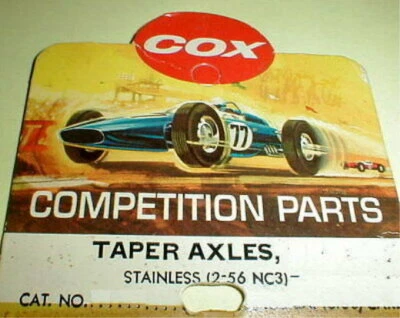 COX
77
COMPETITION PARTS
TAPER AXLES,
STAINLESS (2-56 NC3)-
CAT. NO.